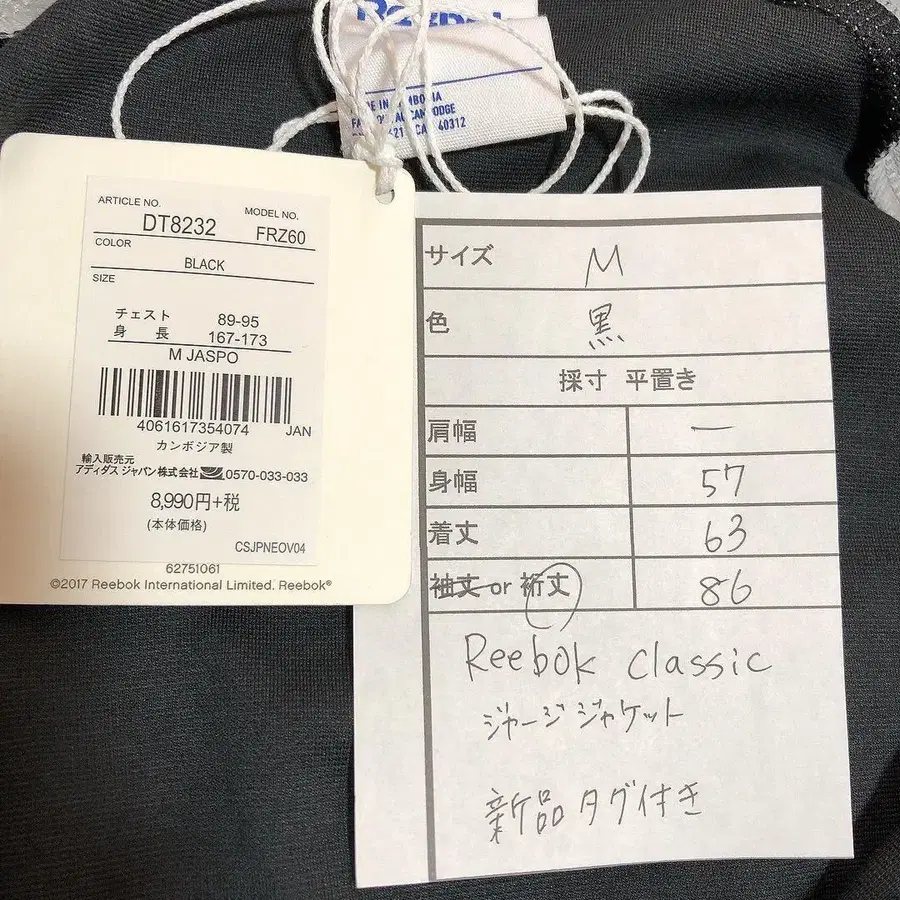 Reebok
FA
CA 40312
ARTICLE NO.
MODEL NO.
DT8232
FRZ60
COLOR
BLACK
SIZE
チェスト 89-95
身長 167-173
M JASPO
4061617354074 JAN
カンボジア製
輸入販売元
アディダス ジャパン株式会社 0570-033-033
8,990円+税
(本体価格)
CSJPNEOV04
62751061
©2017 Reebok International Limited. Reebok®
サイズ M
色 黒
採寸 平置き
肩幅 ー
身幅 57
着丈 63
袖丈 or 裄丈 86
Reebok classic
ジャージジャケット
新品タグ付き